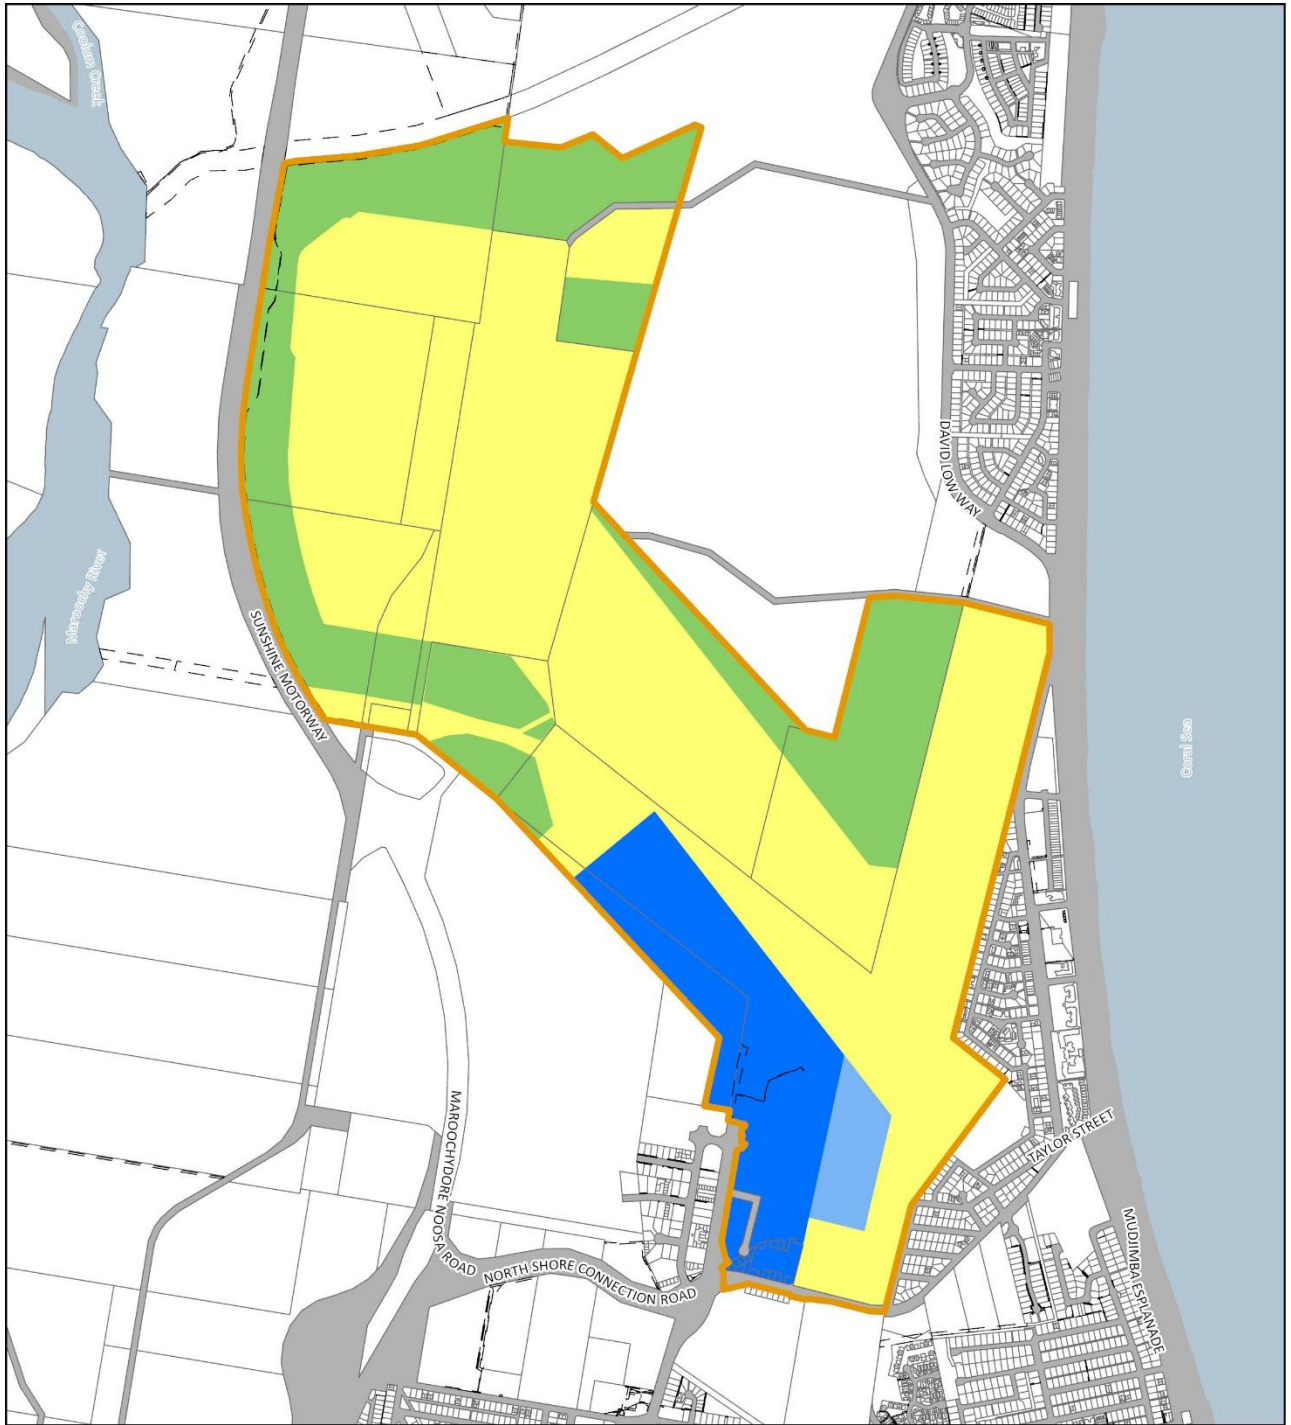 Coolum Creek
Maroochy River
SUNSHINE MOTORWAY
DAVID LOW WAY
Coral Sea
MAROOCHYDORE NOOSA ROAD
NORTH SHORE CONNECTION ROAD
TAYLOR STREET
MUDJIMBA ESPLANADE